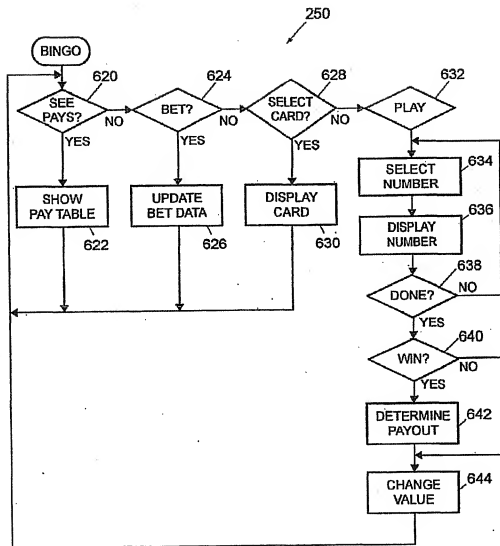 250
BINGO
620
624
628
632
SEE
PAYS?
NO
YES
BET?
NO
YES
SELECT
CARD?
NO
YES
PLAY
SHOW
PAY TABLE
622
UPDATE
BET DATA
626
DISPLAY
CARD
630
SELECT
NUMBER
634
DISPLAY
NUMBER
636
638
DONE?
NO
YES
640
WIN?
NO
YES
DETERMINE
PAYOUT
642
CHANGE
VALUE
644